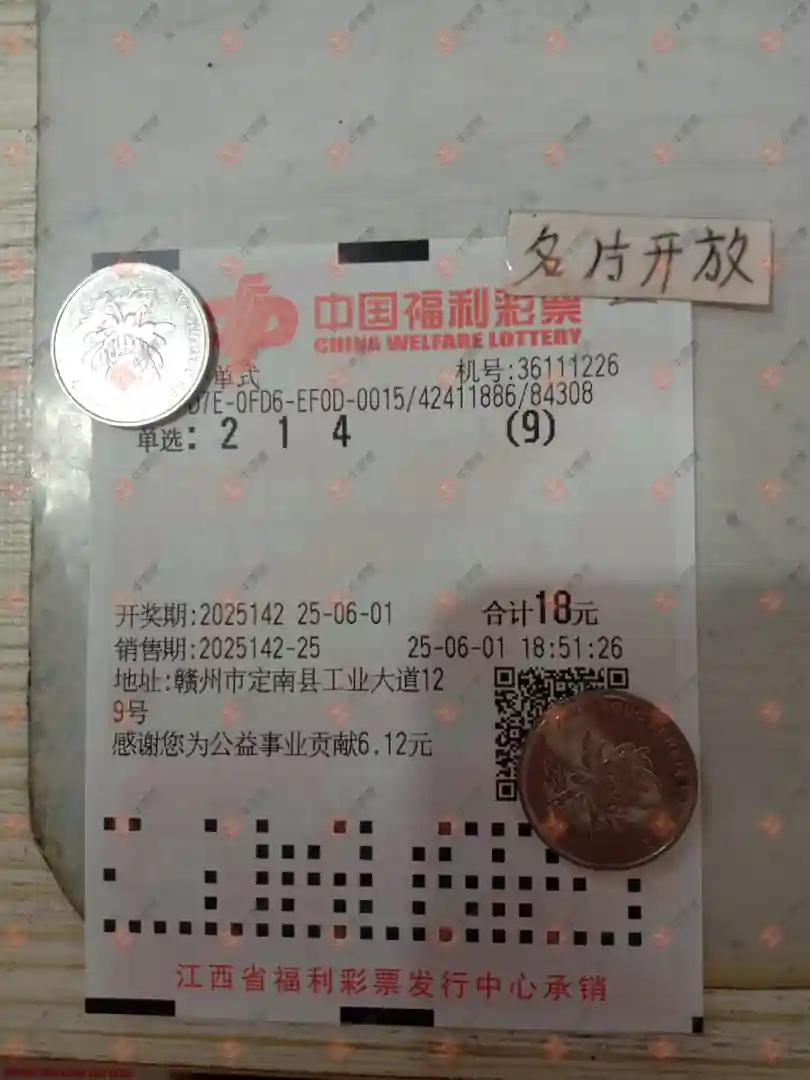 名片开放
中国福利彩票
CHINA WELFARE LOTTERY
单式 机号:36111226
07E-0FD6-EF0D-0015/42411886/84308
单选: 2 1 4 (9)
开奖期:2025142 25-06-01 合计18元
销售期:2025142-25 25-06-01 18:51:26
地址:赣州市定南县工业大道12
9号
感谢您为公益事业贡献6.12元
江西省福利彩票发行中心承销